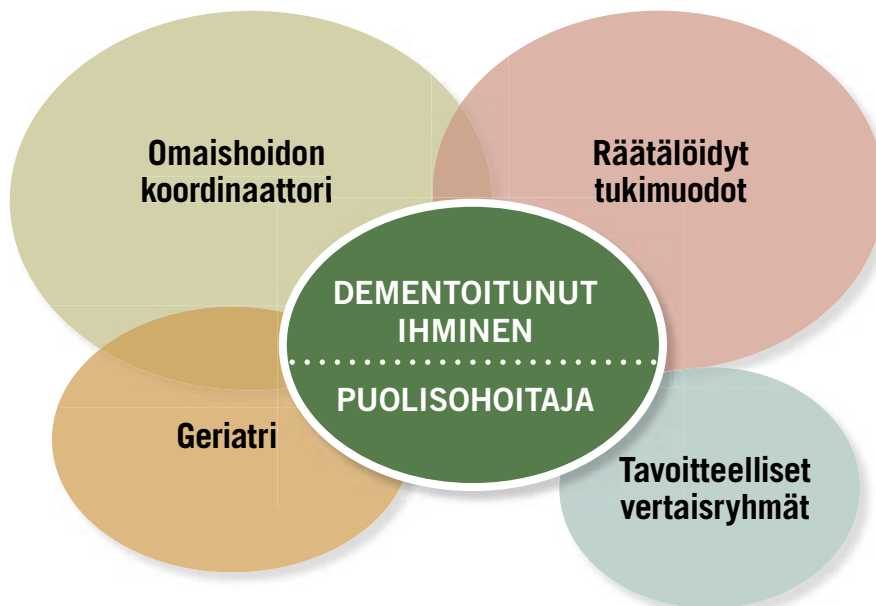 Omaishoidon
koordinaattori
Räätälöidyt
tukimuodot
DEMENTOITUNUT
IHMINEN
PUOLISOHOITAJA
Geriatri
Tavoitteelliset
vertaisryhmät